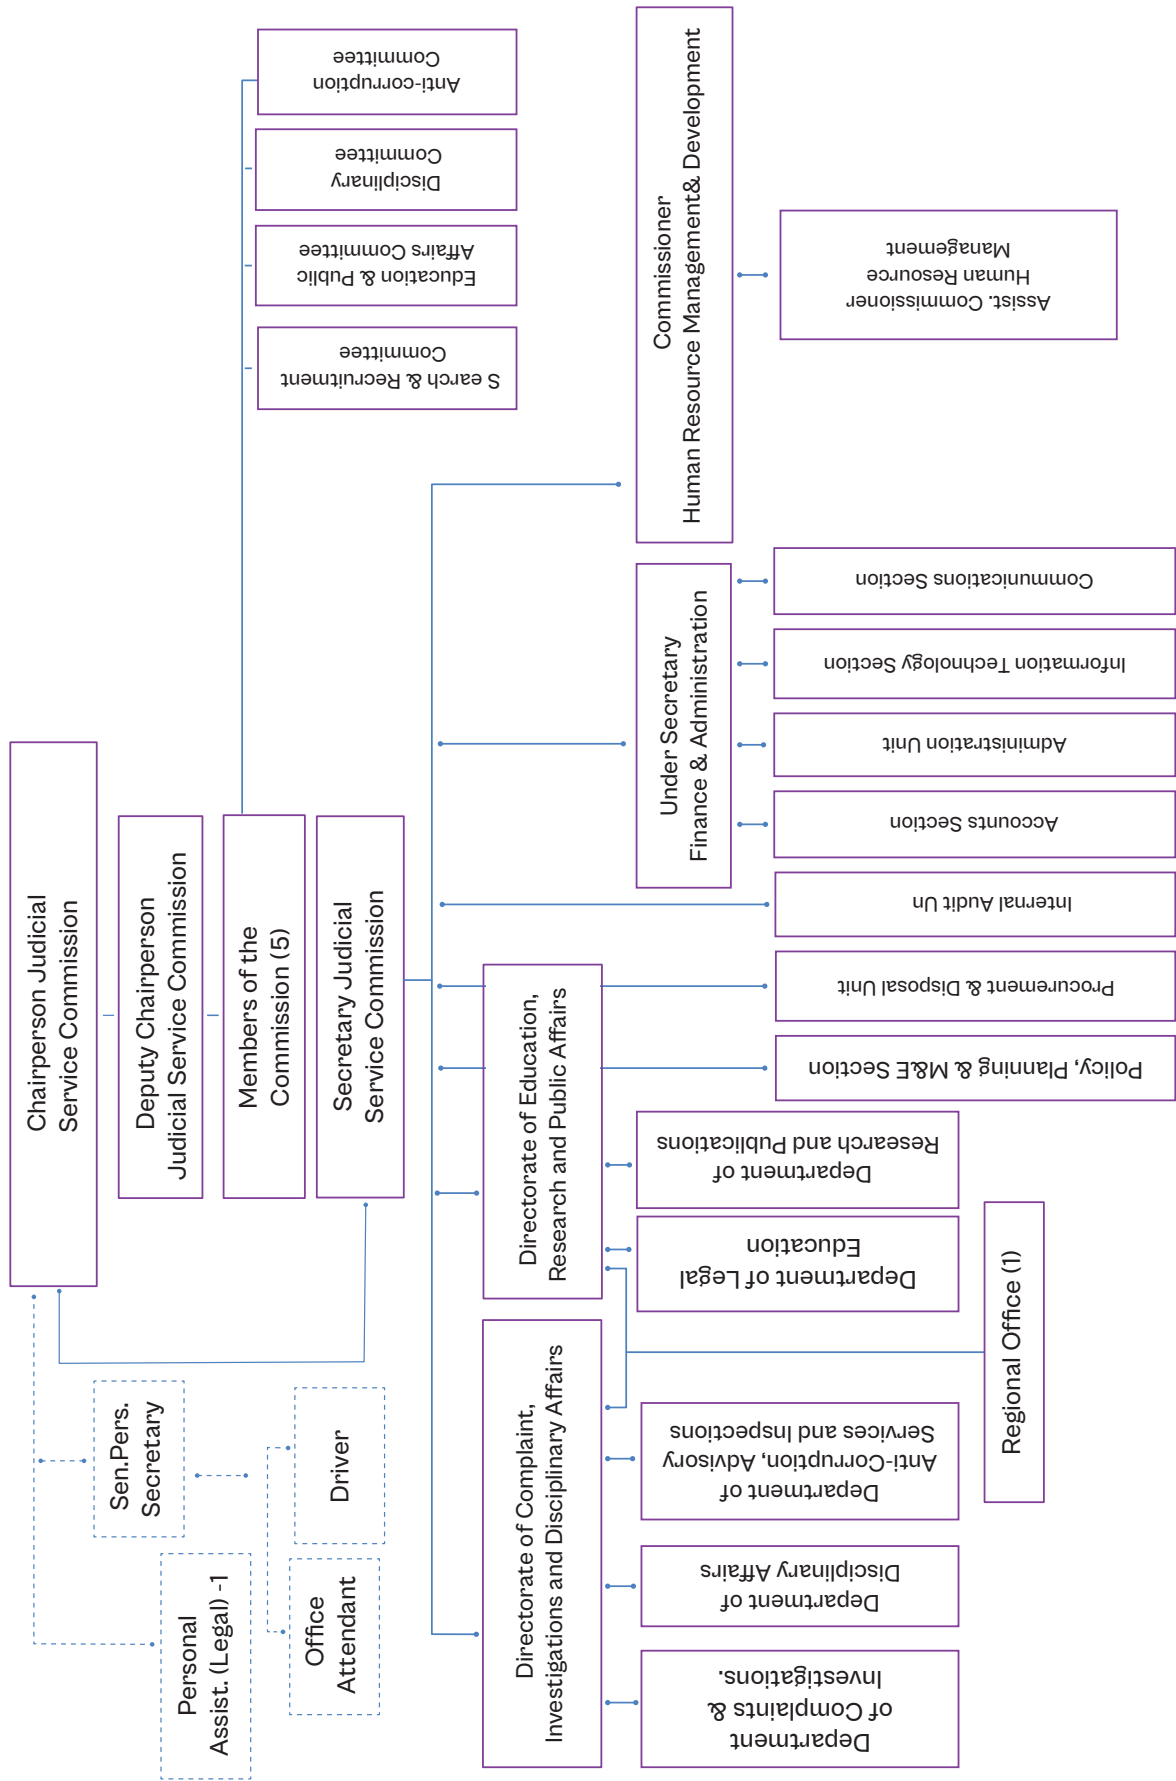 Chairperson Judicial
Service Commission
Deputy Chairperson
Judicial Service Commission
Members of the
Commission (5)
Secretary Judicial
Service Commission
Sen.Pers.
Secretary
Personal
Assist. (Legal) -1
Driver
Office
Attendant
S earch & Recruitment
Committee
Education & Public
Affairs Committee
Disciplinary
Committee
Anti-corruption
Committee
Directorate of Complaint,
Investigations and Disciplinary Affairs
Directorate of Education,
Research and Public Affairs
Under Secretary
Finance & Administration
Commissioner
Human Resource Management& Development
Department
of Complaints &
Investigations.
Department of
Disciplinary Affairs
Department of
Anti-Corruption, Advisory
Services and Inspections
Department of Legal
Education
Department of
Research and Publications
Policy, Planning & M&E Section
Procurement & Disposal Unit
Internal Audit Un
Accounts Section
Administration Unit
Information Technology Section
Communications Section
Assist. Commissioner
Human Resource
Management
Regional Office (1)